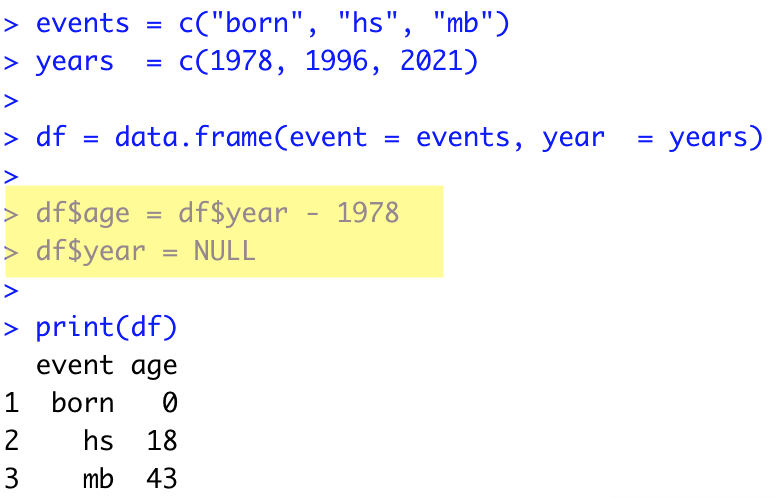 > events = c("born", "hs", "mb")
> years  = c(1978, 1996, 2021)
>
> df = data.frame(event = events, year  = years)
>
> df$age = df$year - 1978
> df$year = NULL
>
> print(df)
  event age
1  born   0
2    hs  18
3    mb  43